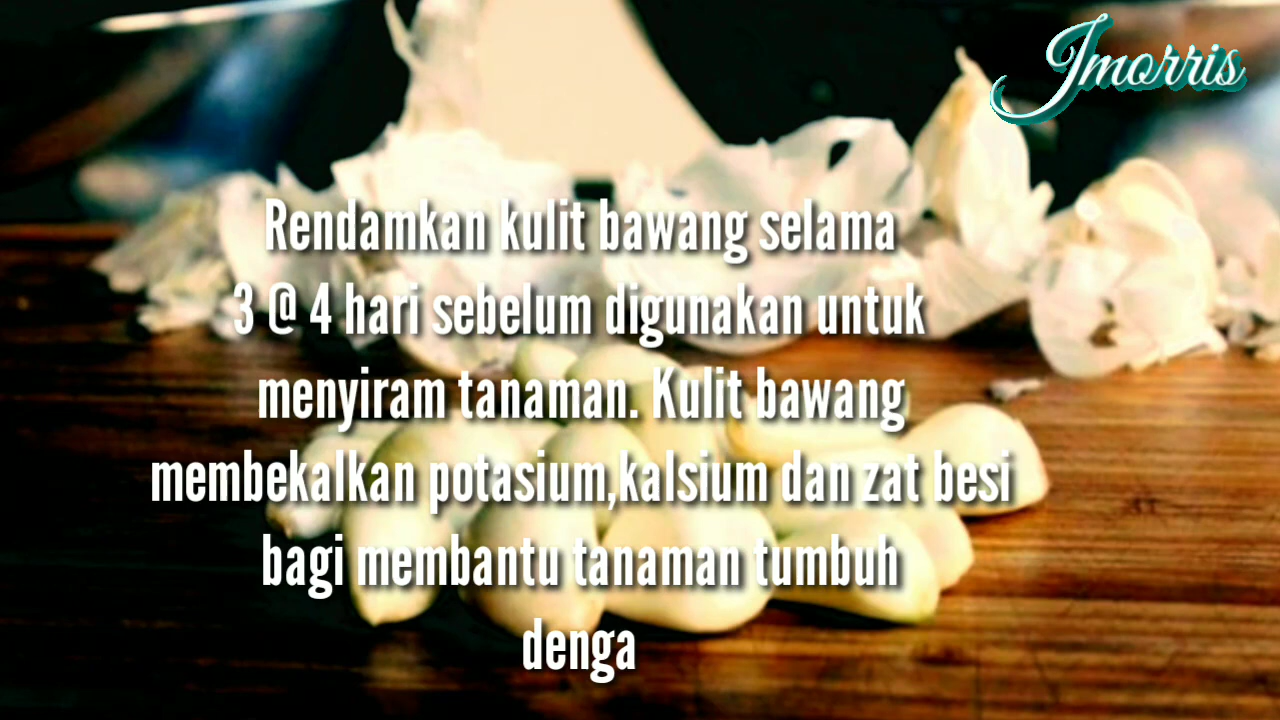 Jmorris
Rendamkan kulit bawang selama
3 @ 4 hari sebelum digunakan untuk
menyiram tanaman. Kulit bawang
membekalkan potasium,kalsium dan zat besi
bagi membantu tanaman tumbuh
denga